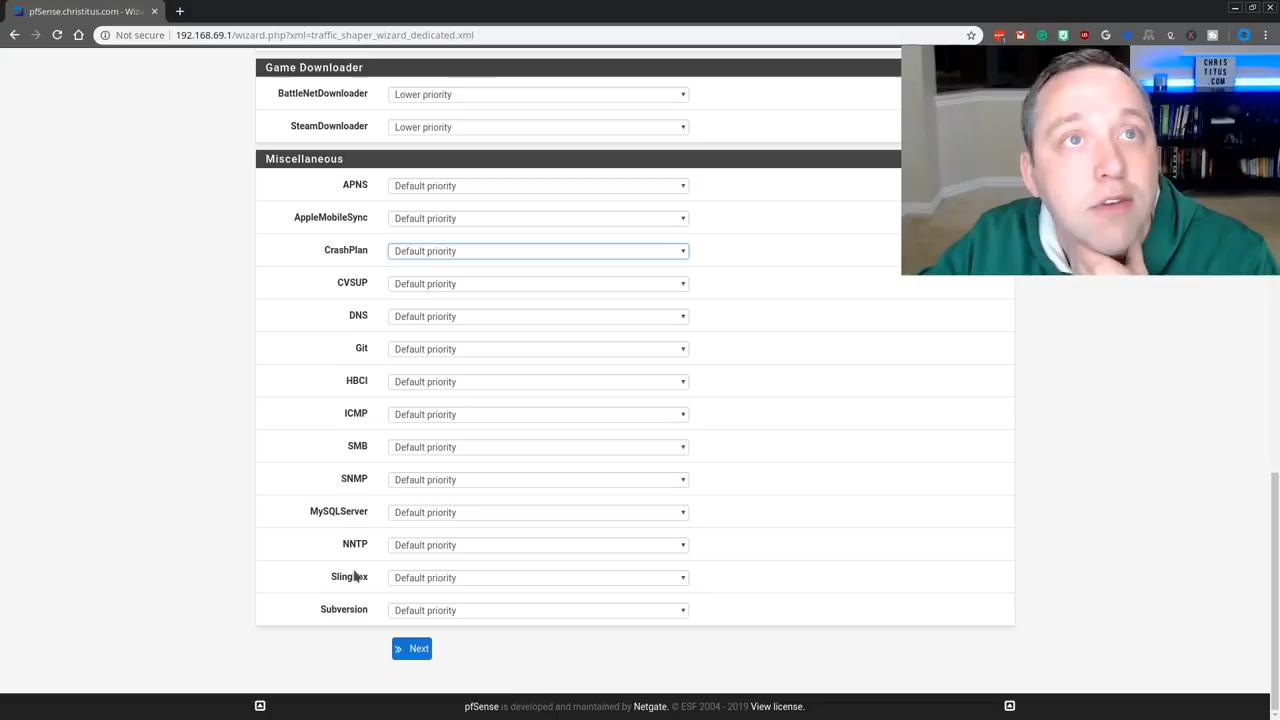 pfSense.christitus.com - Wiz
Not secure | 192.168.69.1/wizard.php?xml=traffic_shaper_wizard_dedicated.xml
CHRIS
TITUS
.COM
Game Downloader
BattleNetDownloader Lower priority
SteamDownloader Lower priority
Miscellaneous
APNS Default priority
AppleMobileSync Default priority
CrashPlan Default priority
CVSUP Default priority
DNS Default priority
Git Default priority
HBCI Default priority
ICMP Default priority
SMB Default priority
SNMP Default priority
MySQLServer Default priority
NNTP Default priority
Slingbox Default priority
Subversion Default priority
Next
pfSense is developed and maintained by Netgate. © ESF 2004 - 2019 View license.